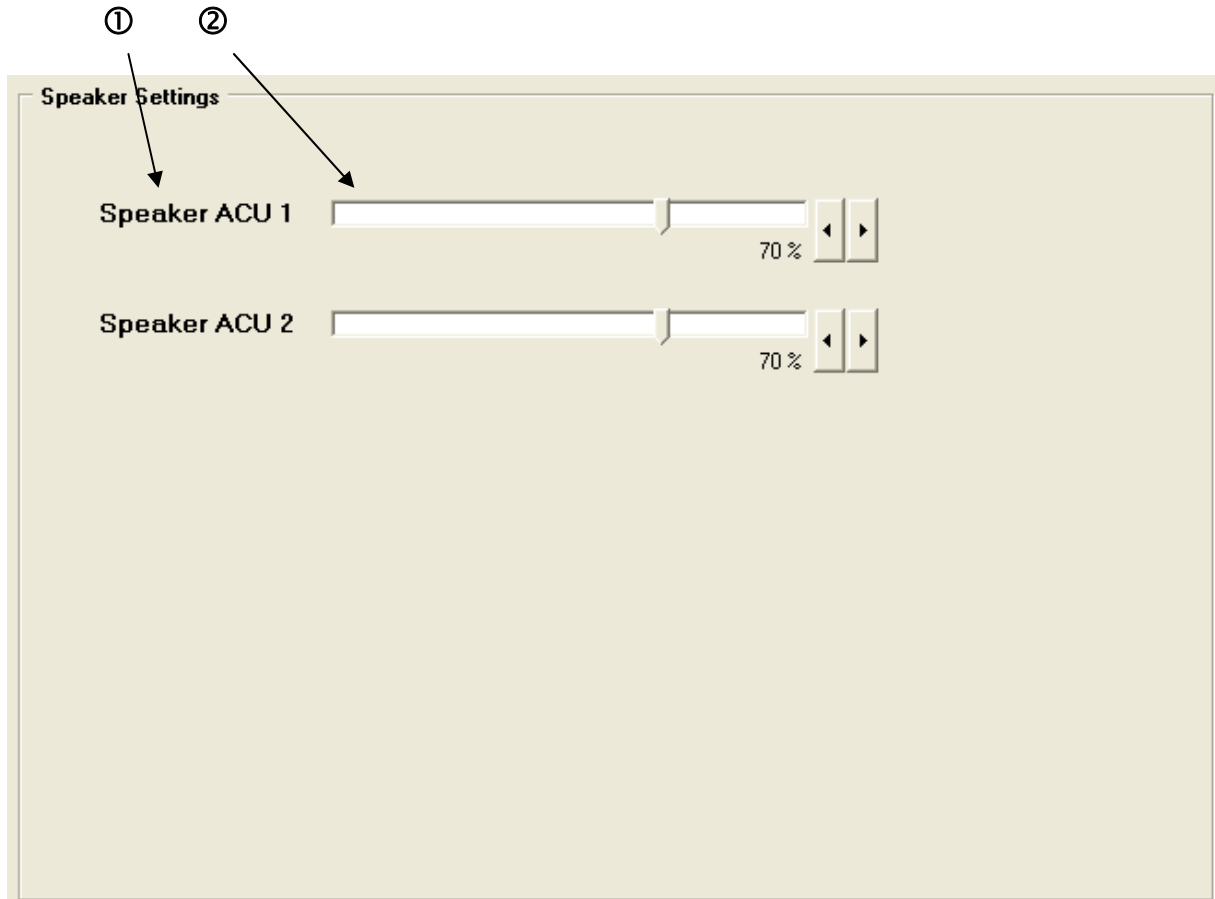 ① ②
Speaker Settings
Speaker ACU 1
70 %
Speaker ACU 2
70 %